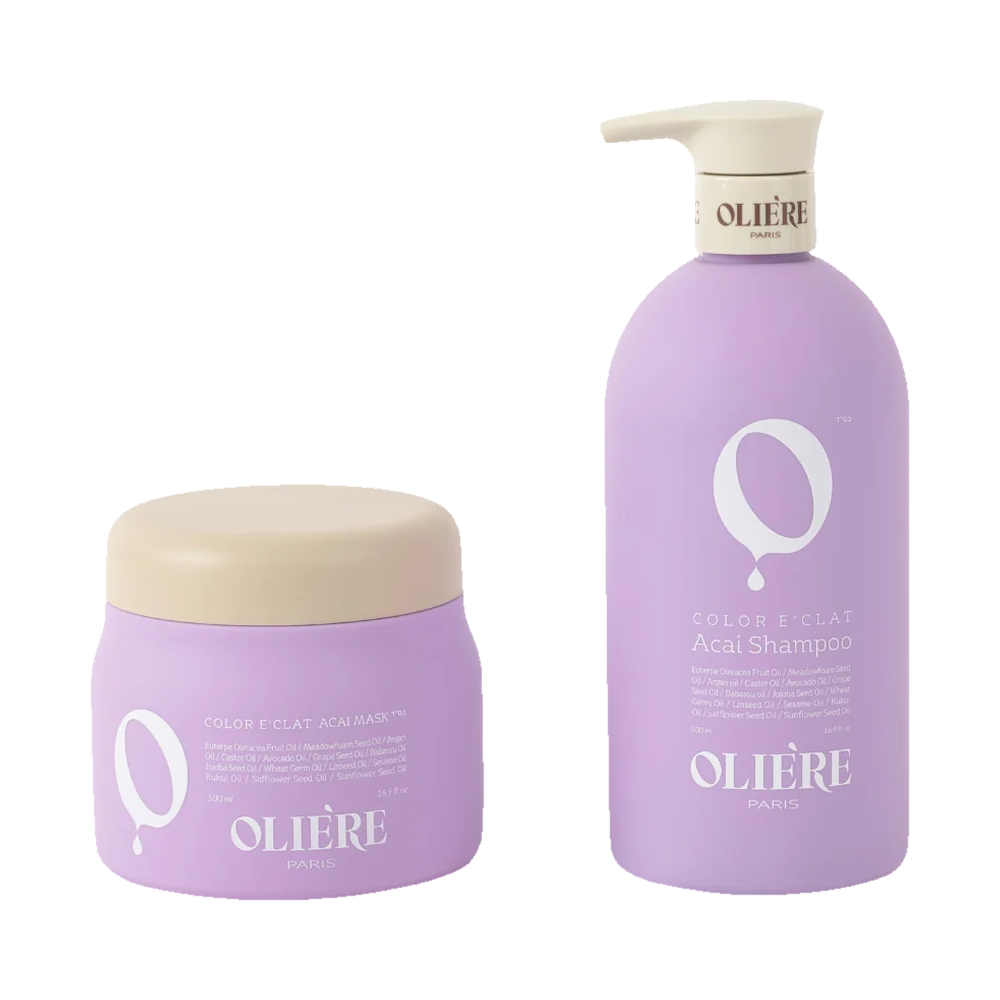 COLOR E'CLAT ACAI MASK בס"ד
Euterpe Oleracea Fruit Oil / Meadowfoam Seed Oil / Argan
Oil / Castor Oil / Avocado Oil / Grape Seed Oil / Babassu Oil
Jojoba Seed Oil / Wheat Germ Oil / Linseed Oil / Sesame Oil
Kukui Oil / Safflower Seed Oil / Sunflower Seed Oil
500 ml 16.9 fl oz
OLIÈRE
PARIS
OLIÈRE
PARIS
בס"ד
COLOR E'CLAT
Acai Shampoo
Euterpe Oleracea Fruit Oil / Meadowfoam Seed
Oil / Argan oil / Castor Oil / Avocado Oil / Grape
Seed Oil / Babassu oil / Jojoba Seed Oil / Wheat
Germ Oil / Linseed Oil / Sesame Oil / Kukui
Oil / Safflower Seed Oil / Sunflower Seed Oil
500 m 16.9 fl oz
OLIÈRE
PARIS